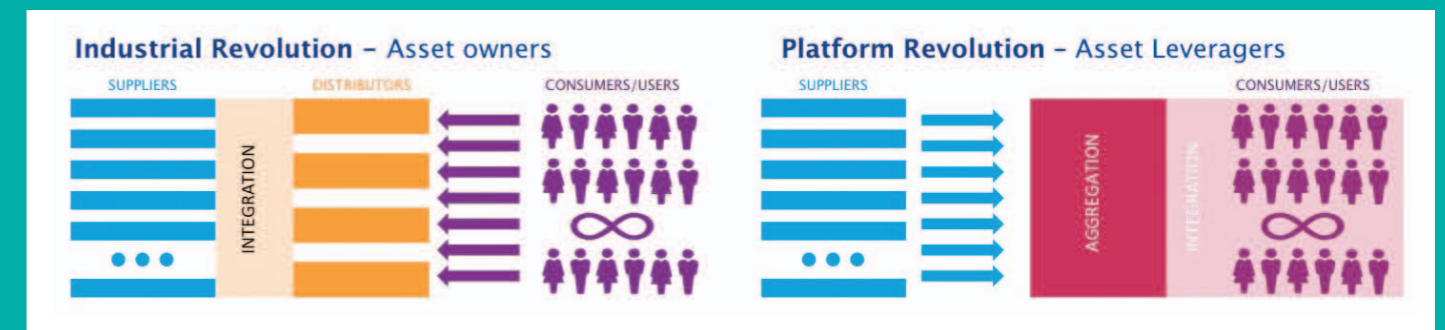 Industrial Revolution – Asset owners
SUPPLIERS
DISTRIBUTORS
CONSUMERS/USERS
INTEGRATION
Platform Revolution – Asset Leveragers
SUPPLIERS
CONSUMERS/USERS
AGGREGATION
INTEGRATION